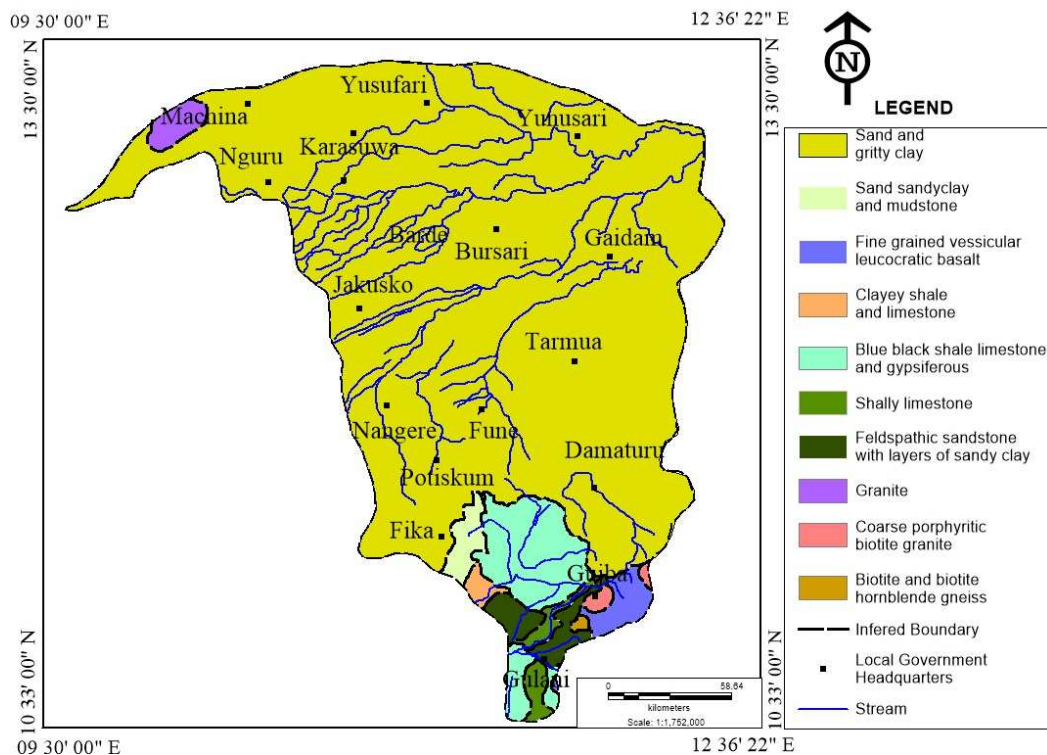 09 30' 00" E
12 36' 22" E
13 30' 00" N
13 30' 00" N
N
LEGEND
Machina
Yusufari
Yunusari
Karasuwa
Nguru
Barde
Bursari
Gaidam
Jakusko
Tarmua
Nangere
Fune
Damaturu
Potiskum
Fika
Gujba
Gulani
Sand and
gritty clay
Sand sandyclay
and mudstone
Fine grained vessicular
leucocratic basalt
Clayey shale
and limestone
Blue black shale limestone
and gypsiferous
Shally limestone
Feldspathic sandstone
with layers of sandy clay
Granite
Coarse porphyritic
biotite granite
Biotite and biotite
hornblende gneiss
Infered Boundary
Local Government
Headquarters
Stream
0 58.64
kilometers
Scale: 1:1,752,000
10 33' 00" N
10 33' 00" N
09 30' 00" E
12 36' 22" E